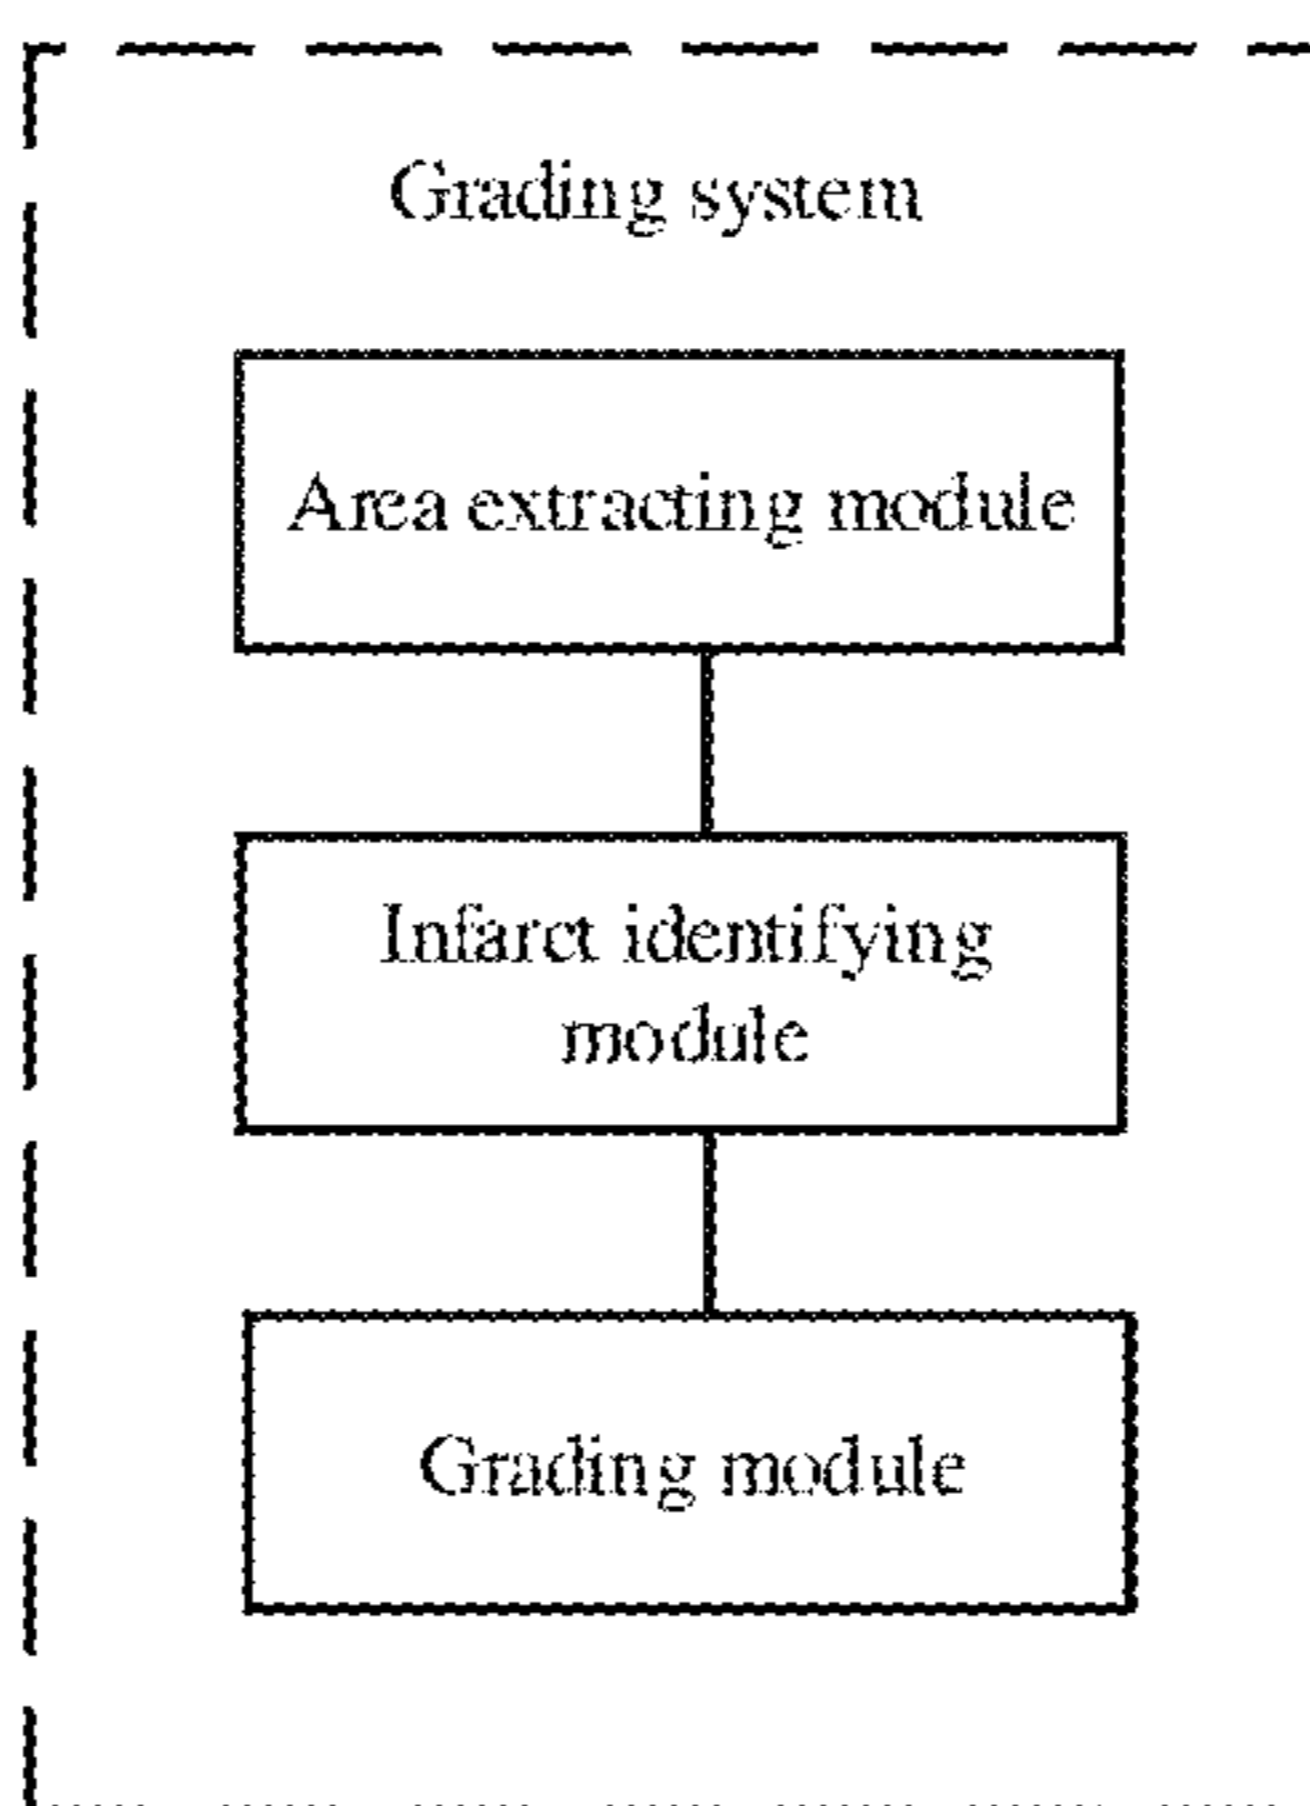 Grading system
Area extracting module
Infarct identifying
module
Grading module